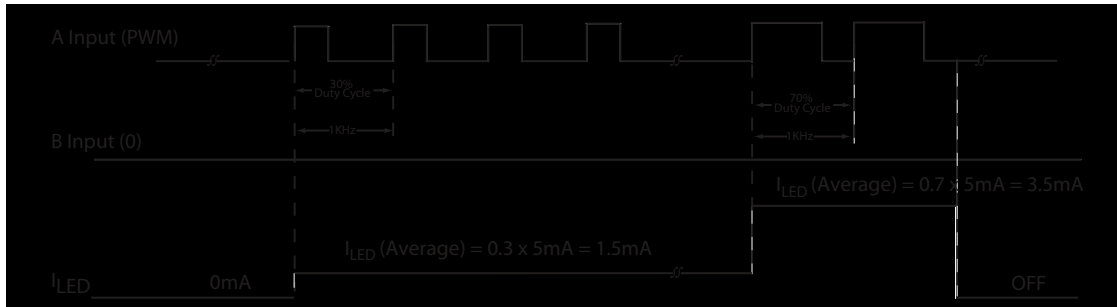 A Input (PWM)
30%
Duty Cycle
1KHz
70%
Duty Cycle
1KHz
B Input (0)
I_LED (Average) = 0.7 x 5mA = 3.5mA
I_LED (Average) = 0.3 x 5mA = 1.5mA
I_LED
0mA
OFF